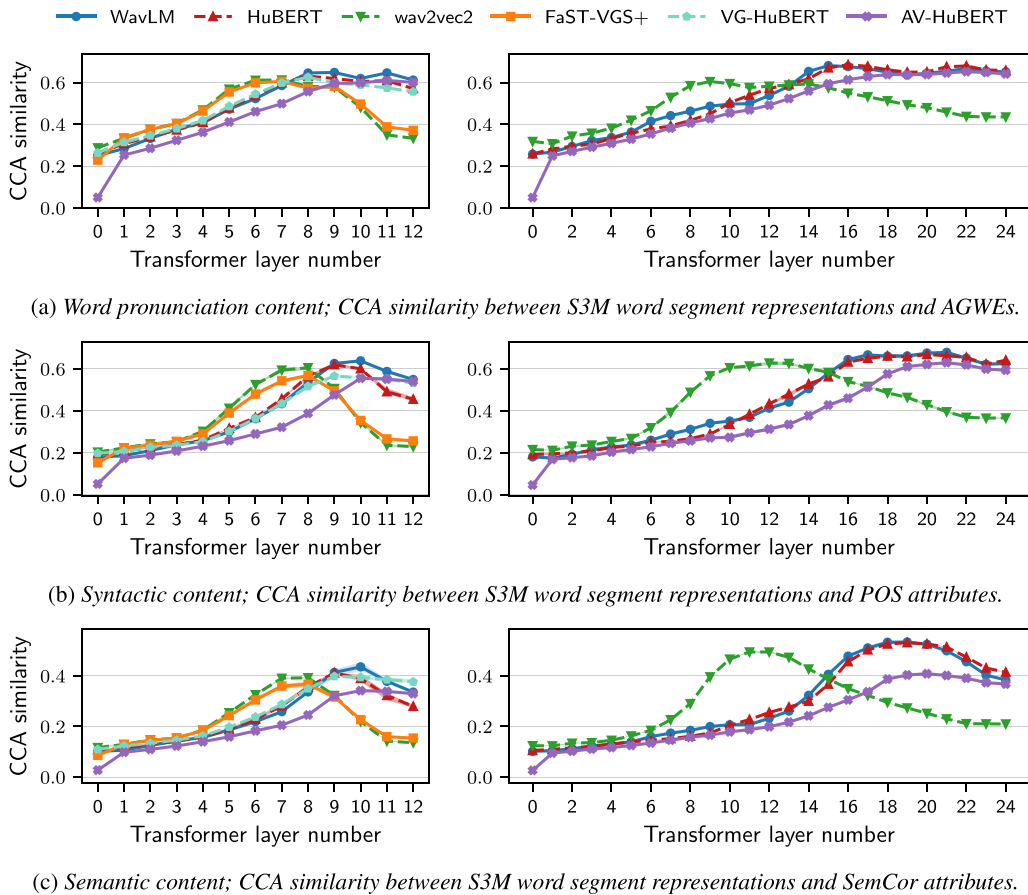 WavLM HuBERT wav2vec2 FaST-VGS+ VG-HuBERT AV-HuBERT
CCA similarity
0.6
0.4
0.2
0.0
0 1 2 3 4 5 6 7 8 9 10 11 12
Transformer layer number
0 2 4 6 8 10 12 14 16 18 20 22 24
Transformer layer number
(a) Word pronunciation content; CCA similarity between S3M word segment representations and AGWEs.
CCA similarity
0.6
0.4
0.2
0.0
0 1 2 3 4 5 6 7 8 9 10 11 12
Transformer layer number
0 2 4 6 8 10 12 14 16 18 20 22 24
Transformer layer number
(b) Syntactic content; CCA similarity between S3M word segment representations and POS attributes.
CCA similarity
0.4
0.2
0.0
0 1 2 3 4 5 6 7 8 9 10 11 12
Transformer layer number
0 2 4 6 8 10 12 14 16 18 20 22 24
Transformer layer number
(c) Semantic content; CCA similarity between S3M word segment representations and SemCor attributes.